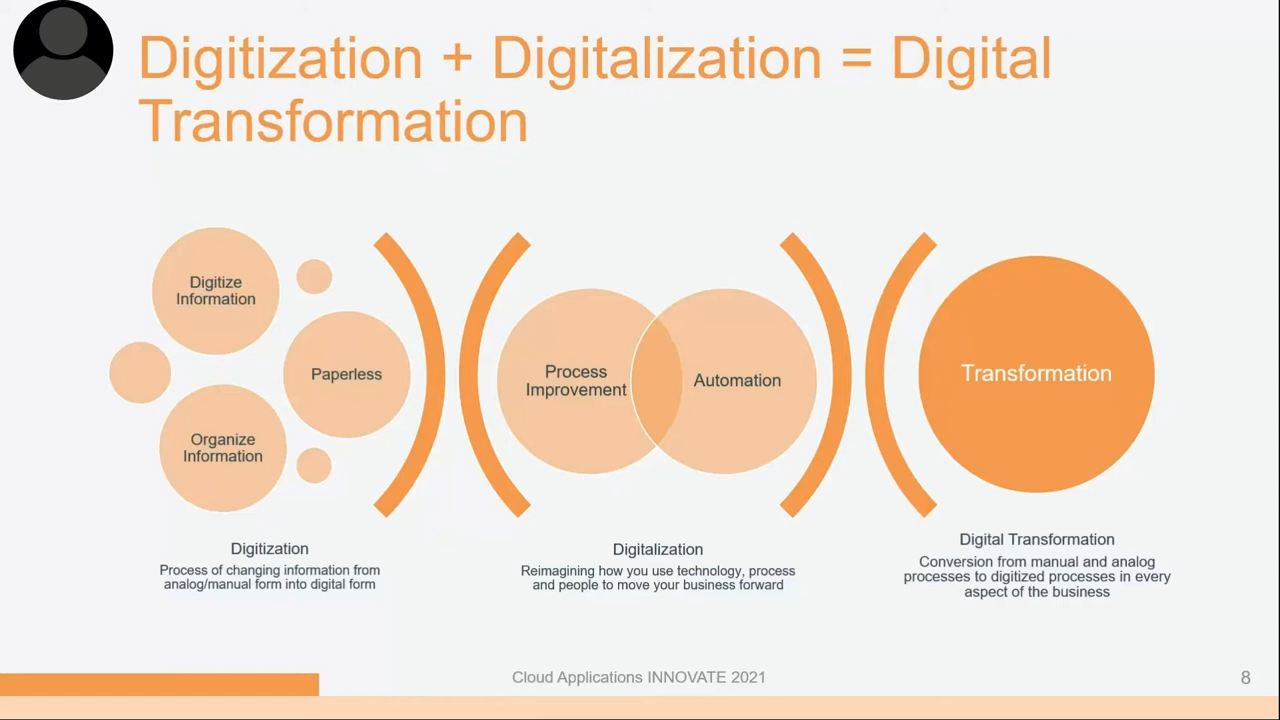 Digitization + Digitalization = Digital
Transformation
Digitize
Information
Paperless
Organize
Information
Process
Improvement
Automation
Transformation
Digitization
Process of changing information from
analog/manual form into digital form
Digitalization
Reimagining how you use technology, process
and people to move your business forward
Digital Transformation
Conversion from manual and analog
processes to digitized processes in every
aspect of the business
Cloud Applications INNOVATE 2021
8